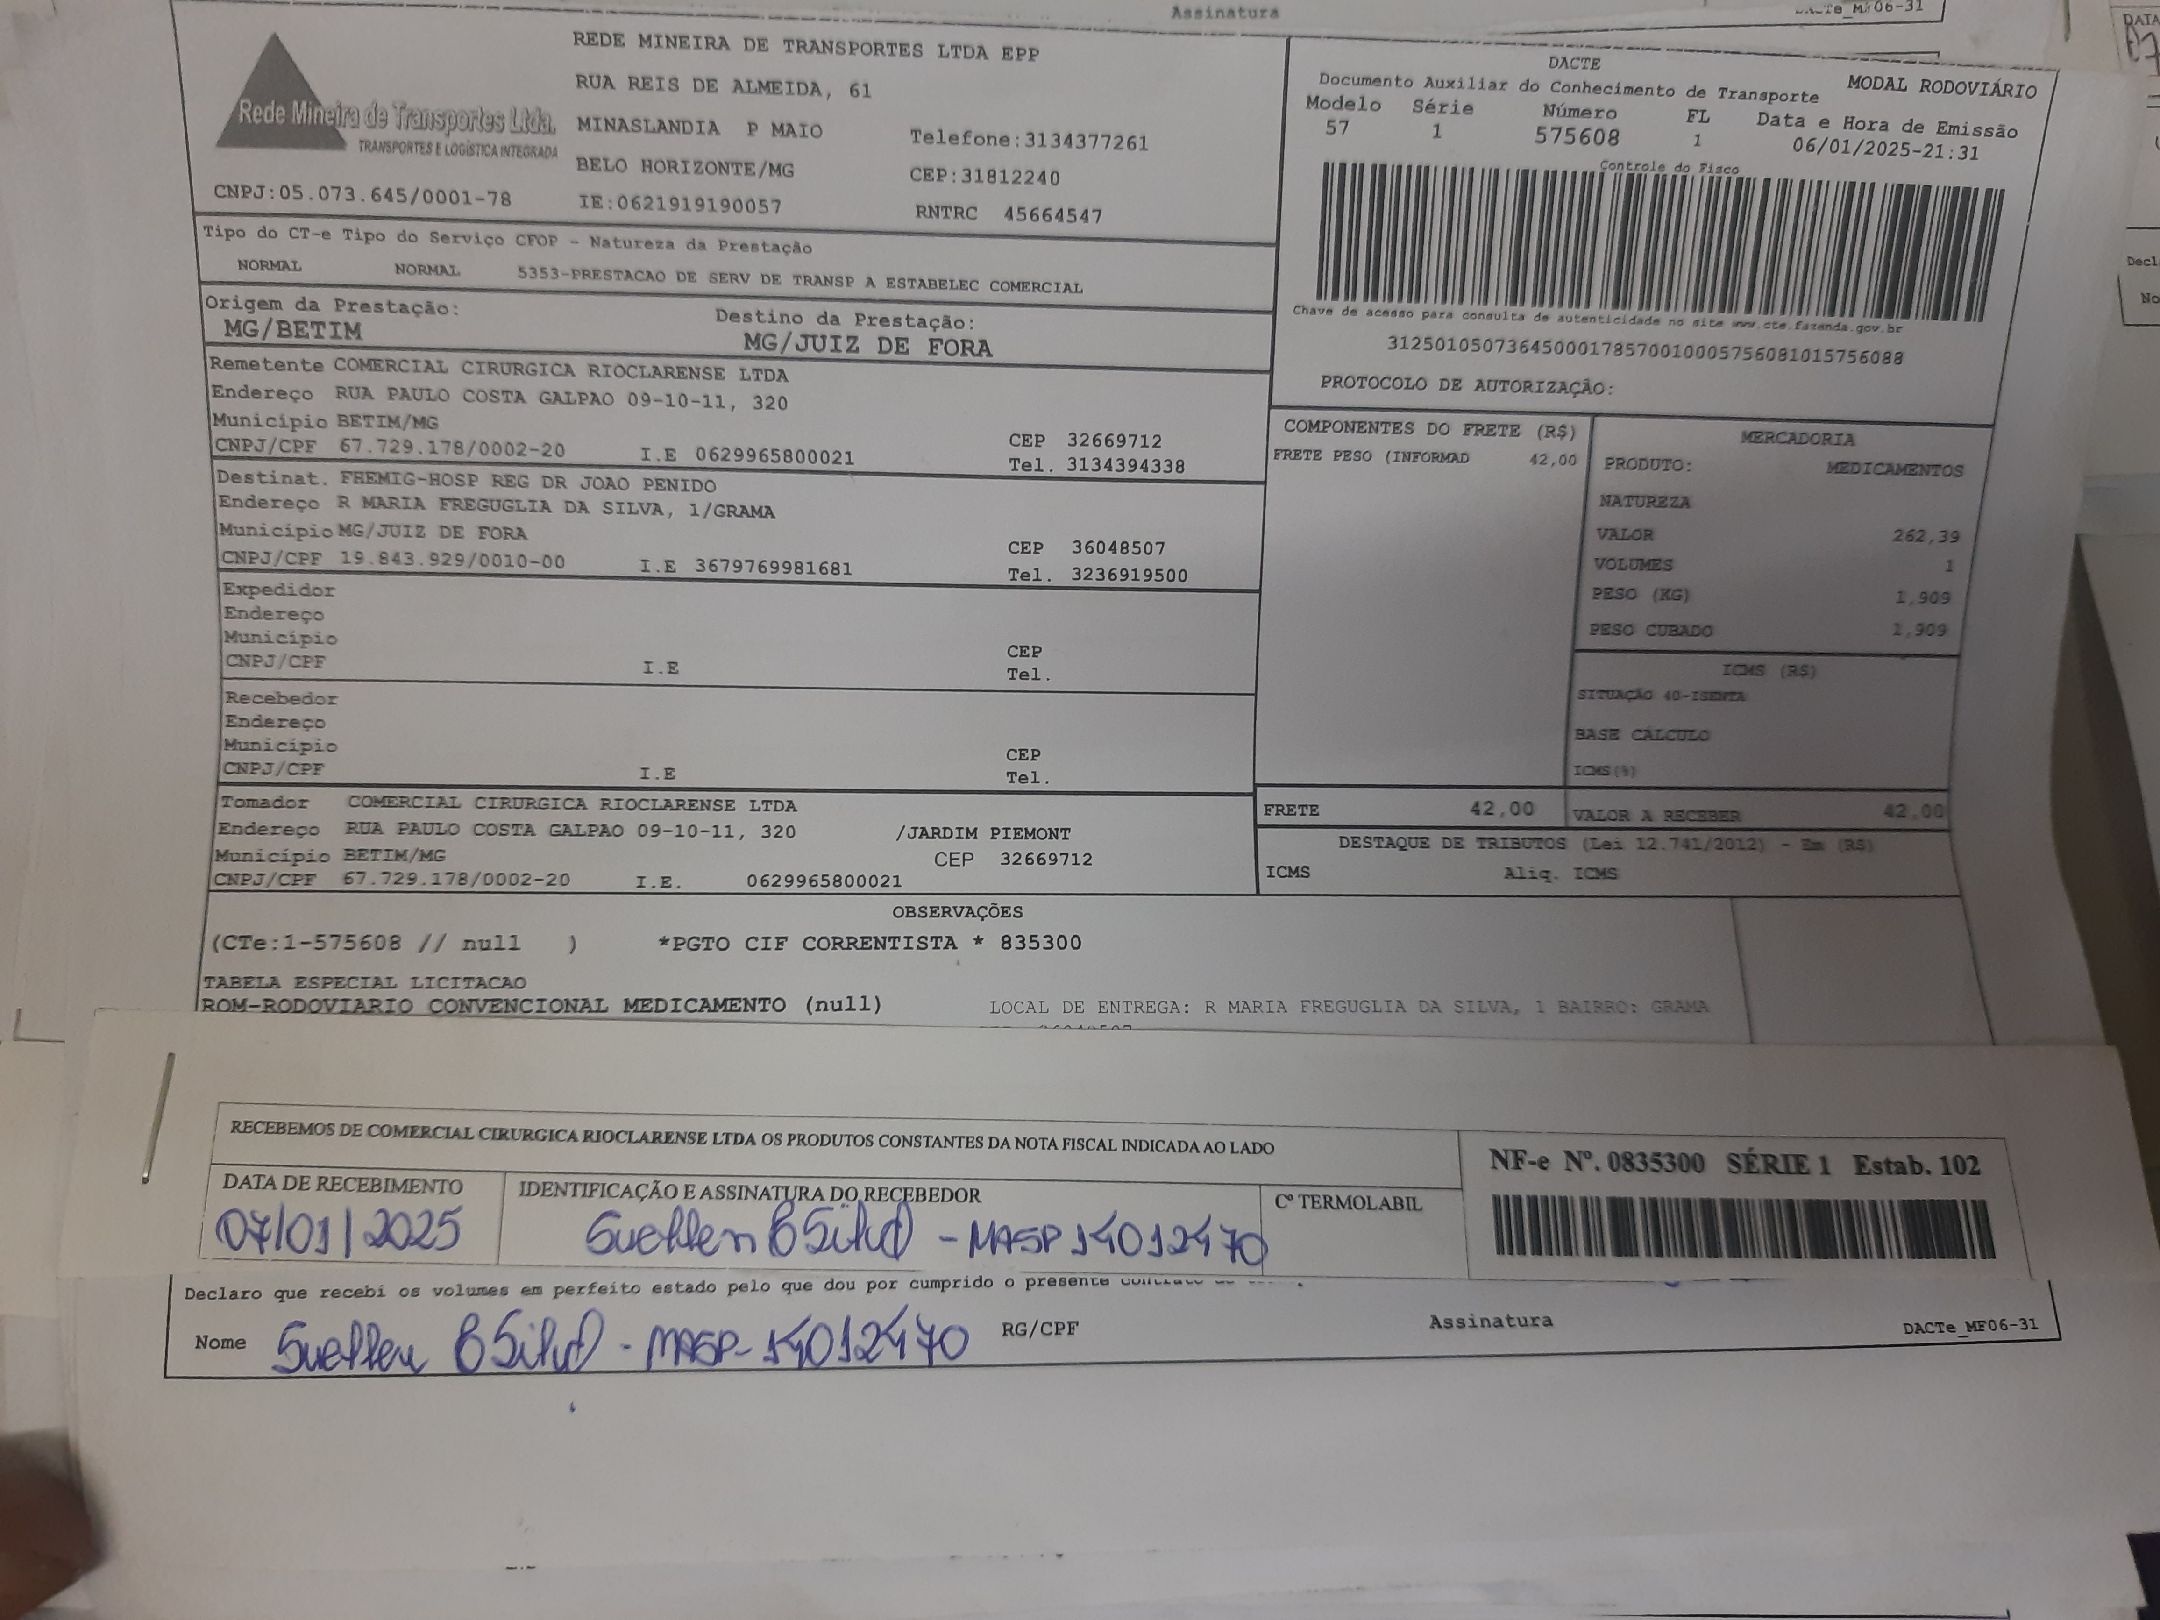 Assinatura
DACTe_MF06-31
Rede Mineira de Transportes Ltda.
TRANSPORTES E LOGÍSTICA INTEGRADA
CNPJ:05.073.645/0001-78
REDE MINEIRA DE TRANSPORTES LTDA EPP
RUA REIS DE ALMEIDA, 61
MINASLANDIA P MAIO Telefone:3134377261
BELO HORIZONTE/MG CEP:31812240
IE:0621919190057 RNTRC 45664547
DACTE
Documento Auxiliar do Conhecimento de Transporte MODAL RODOVIÁRIO
Modelo Série Número FL Data e Hora de Emissão
57 1 575608 1 06/01/2025-21:31
Controle do Fisco
Chave de acesso para consulta de autenticidade no site www.cte.fazenda.gov.br
31250105073645000178570010005756081015756088
PROTOCOLO DE AUTORIZAÇÃO:
Tipo do CT-e Tipo do Serviço CFOP - Natureza da Prestação
NORMAL NORMAL 5353-PRESTACAO DE SERV DE TRANSP A ESTABELEC COMERCIAL
Origem da Prestação: Destino da Prestação:
MG/BETIM MG/JUIZ DE FORA
Remetente COMERCIAL CIRURGICA RIOCLARENSE LTDA
Endereço RUA PAULO COSTA GALPAO 09-10-11, 320
Município BETIM/MG CEP 32669712
CNPJ/CPF 67.729.178/0002-20 I.E 0629965800021 Tel. 3134394338
Destinat. FHEMIG-HOSP REG DR JOAO PENIDO
Endereço R MARIA FREGUGLIA DA SILVA, 1/GRAMA
Município MG/JUIZ DE FORA CEP 36048507
CNPJ/CPF 19.843.929/0010-00 I.E 3679769981681 Tel. 3236919500
Expedidor
Endereço
Município CEP
CNPJ/CPF I.E Tel.
Recebedor
Endereço
Município CEP
CNPJ/CPF I.E Tel.
Tomador COMERCIAL CIRURGICA RIOCLARENSE LTDA
Endereço RUA PAULO COSTA GALPAO 09-10-11, 320 /JARDIM PIEMONT
Município BETIM/MG CEP 32669712
CNPJ/CPF 67.729.178/0002-20 I.E. 0629965800021
COMPONENTES DO FRETE (R$)
FRETE PESO (INFORMAD 42,00
MERCADORIA
PRODUTO: MEDICAMENTOS
NATUREZA
VALOR 262,39
VOLUMES 1
PESO (KG) 1,909
PESO CUBADO 1,909
ICMS (R$)
SITUAÇÃO 40-ISENTA
BASE CÁLCULO
ICMS(%)
FRETE 42,00 VALOR A RECEBER 42,00
DESTAQUE DE TRIBUTOS (Lei 12.741/2012) - Em (R$)
ICMS Aliq. ICMS
OBSERVAÇÕES
(CTe:1-575608 // null ) *PGTO CIF CORRENTISTA * 835300
TABELA ESPECIAL LICITACAO
ROM-RODOVIARIO CONVENCIONAL MEDICAMENTO (null) LOCAL DE ENTREGA: R MARIA FREGUGLIA DA SILVA, 1 BAIRRO: GRAMA
RECEBEMOS DE COMERCIAL CIRURGICA RIOCLARENSE LTDA OS PRODUTOS CONSTANTES DA NOTA FISCAL INDICADA AO LADO
NF-e Nº. 0835300 SÉRIE 1 Estab. 102
DATA DE RECEBIMENTO IDENTIFICAÇÃO E ASSINATURA DO RECEBEDOR Cº TERMOLABIL
07/01/2025 Suellen B Silva - MASP 14012470
Declaro que recebi os volumes em perfeito estado pelo que dou por cumprido o presente
Nome Suellen B Silva - MASP- 14012470 RG/CPF Assinatura
DACTe_MF06-31